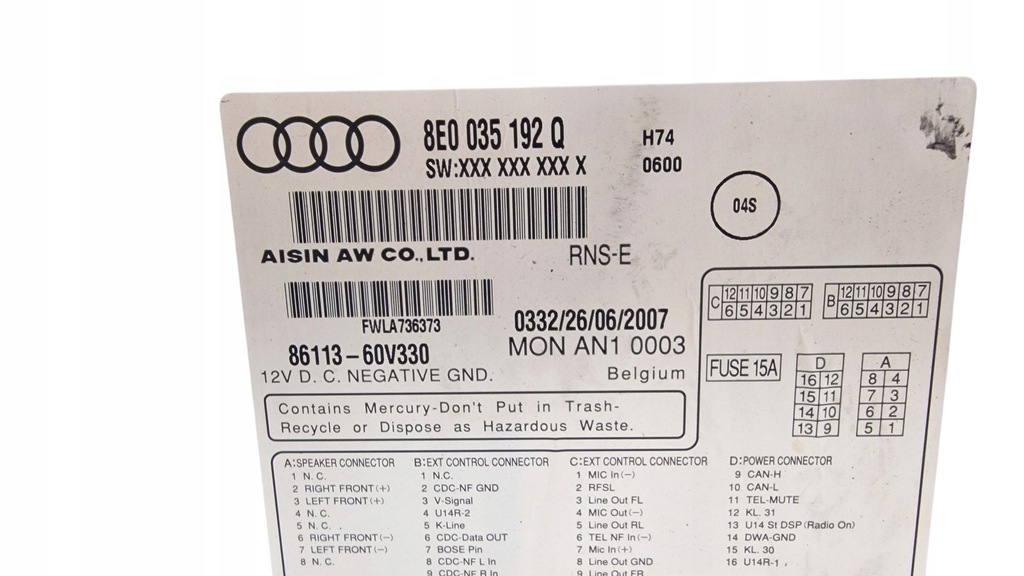 8E0 035 192 Q
H74
SW:XXX XXX XXX X
0600
04S
AISIN AW CO.,LTD.
RNS-E
FWLA736373
0332/26/06/2007
86113-60V330
MON AN1 0003
12V D. C. NEGATIVE GND.
Belgium
Contains Mercury-Don't Put in Trash-
Recycle or Dispose as Hazardous Waste.
C 12 11 10 9 8 7
6 5 4 3 2 1
B 12 11 10 9 8 7
6 5 4 3 2 1
FUSE 15A
D
16 12
15 11
14 10
13 9
A
8 4
7 3
6 2
5 1
A:SPEAKER CONNECTOR
1 N. C.
2 RIGHT FRONT(+)
3 LEFT FRONT(+)
4 N. C.
5 N. C.
6 RIGHT FRONT(-)
7 LEFT FRONT(-)
8 N. C.
B:EXT CONTROL CONNECTOR
1 N.C.
2 CDC-NF GND
3 V-Signal
4 U14R-2
5 K-Line
6 CDC-Data OUT
7 BOSE Pin
8 CDC-NF L In
9 CDC-NF R In
C:EXT CONTROL CONNECTOR
1 MIC In(-)
2 RFSL
3 Line Out FL
4 MIC Out(-)
5 Line Out RL
6 TEL NF In(-)
7 Mic In(+)
8 Line Out GND
9 Line Out FR
D:POWER CONNECTOR
9 CAN-H
10 CAN-L
11 TEL-MUTE
12 KL. 31
13 U14 St DSP (Radio On)
14 DWA-GND
15 KL. 30
16 U14R-1